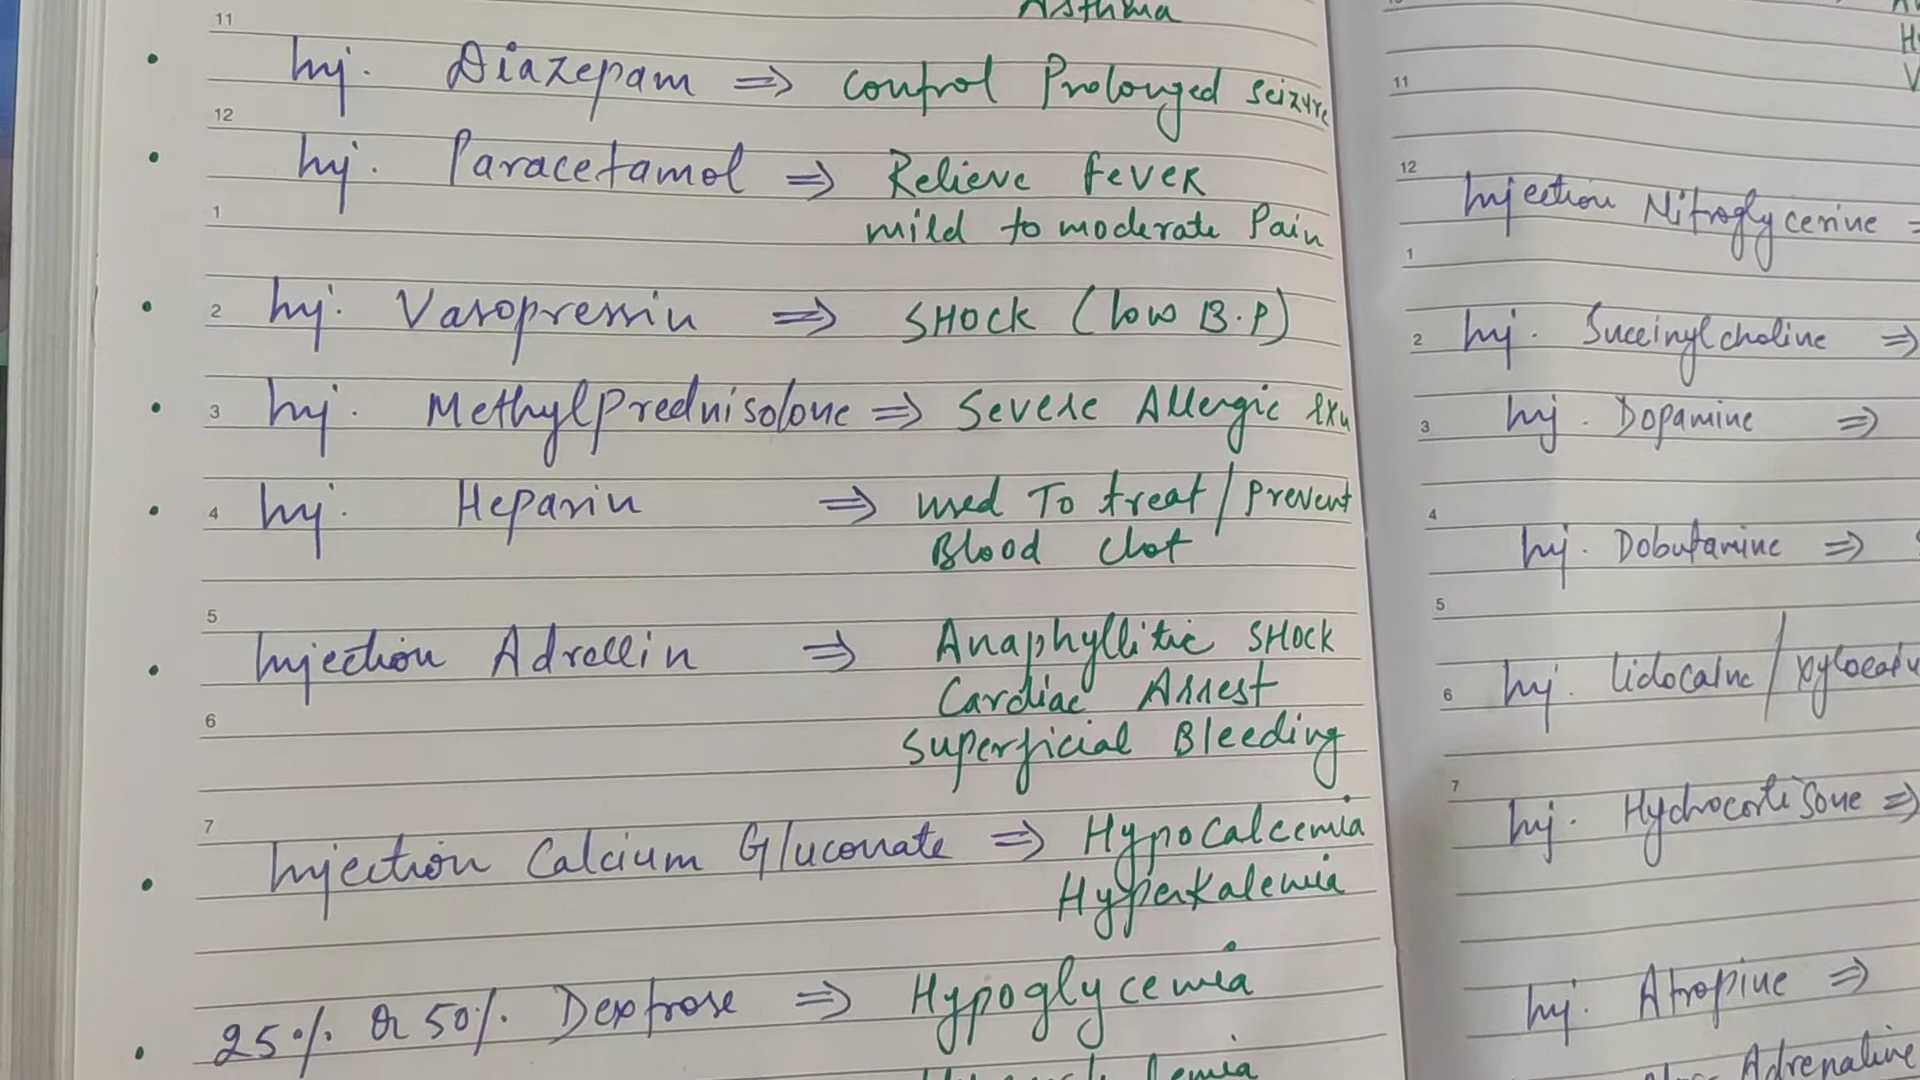 Asthma
11
Inj. Diazepam ⇒ control Prolonged seizure
12
Inj. Paracetamol ⇒ Relieve fever
1
mild to moderate Pain
2 Inj. Vasopressin ⇒ SHOCK (low B.P)
3 Inj. Methylprednisolone ⇒ Severe Allergic
4 Inj. Heparin ⇒ used To treat/Prevent
Blood Clot
5
Injection Adrellin ⇒ Anaphyllitic SHOCK
Cardiac Arrest
6
Superficial Bleeding
7
Injection Calcium Gluconate ⇒ Hypocalcemia
Hyperkalemia
25% or 50%. Dextrose ⇒ Hypoglycemia
11
12
Injection Nitroglycerine
1
2 Inj. Succinylcholine ⇒
3 Inj. Dopamine ⇒
4
Inj. Dobutamine ⇒
5
6 Inj. lidocaine/
7
Inj. Hydrocortisone ⇒
Inj. Atropine ⇒
Adrenaline